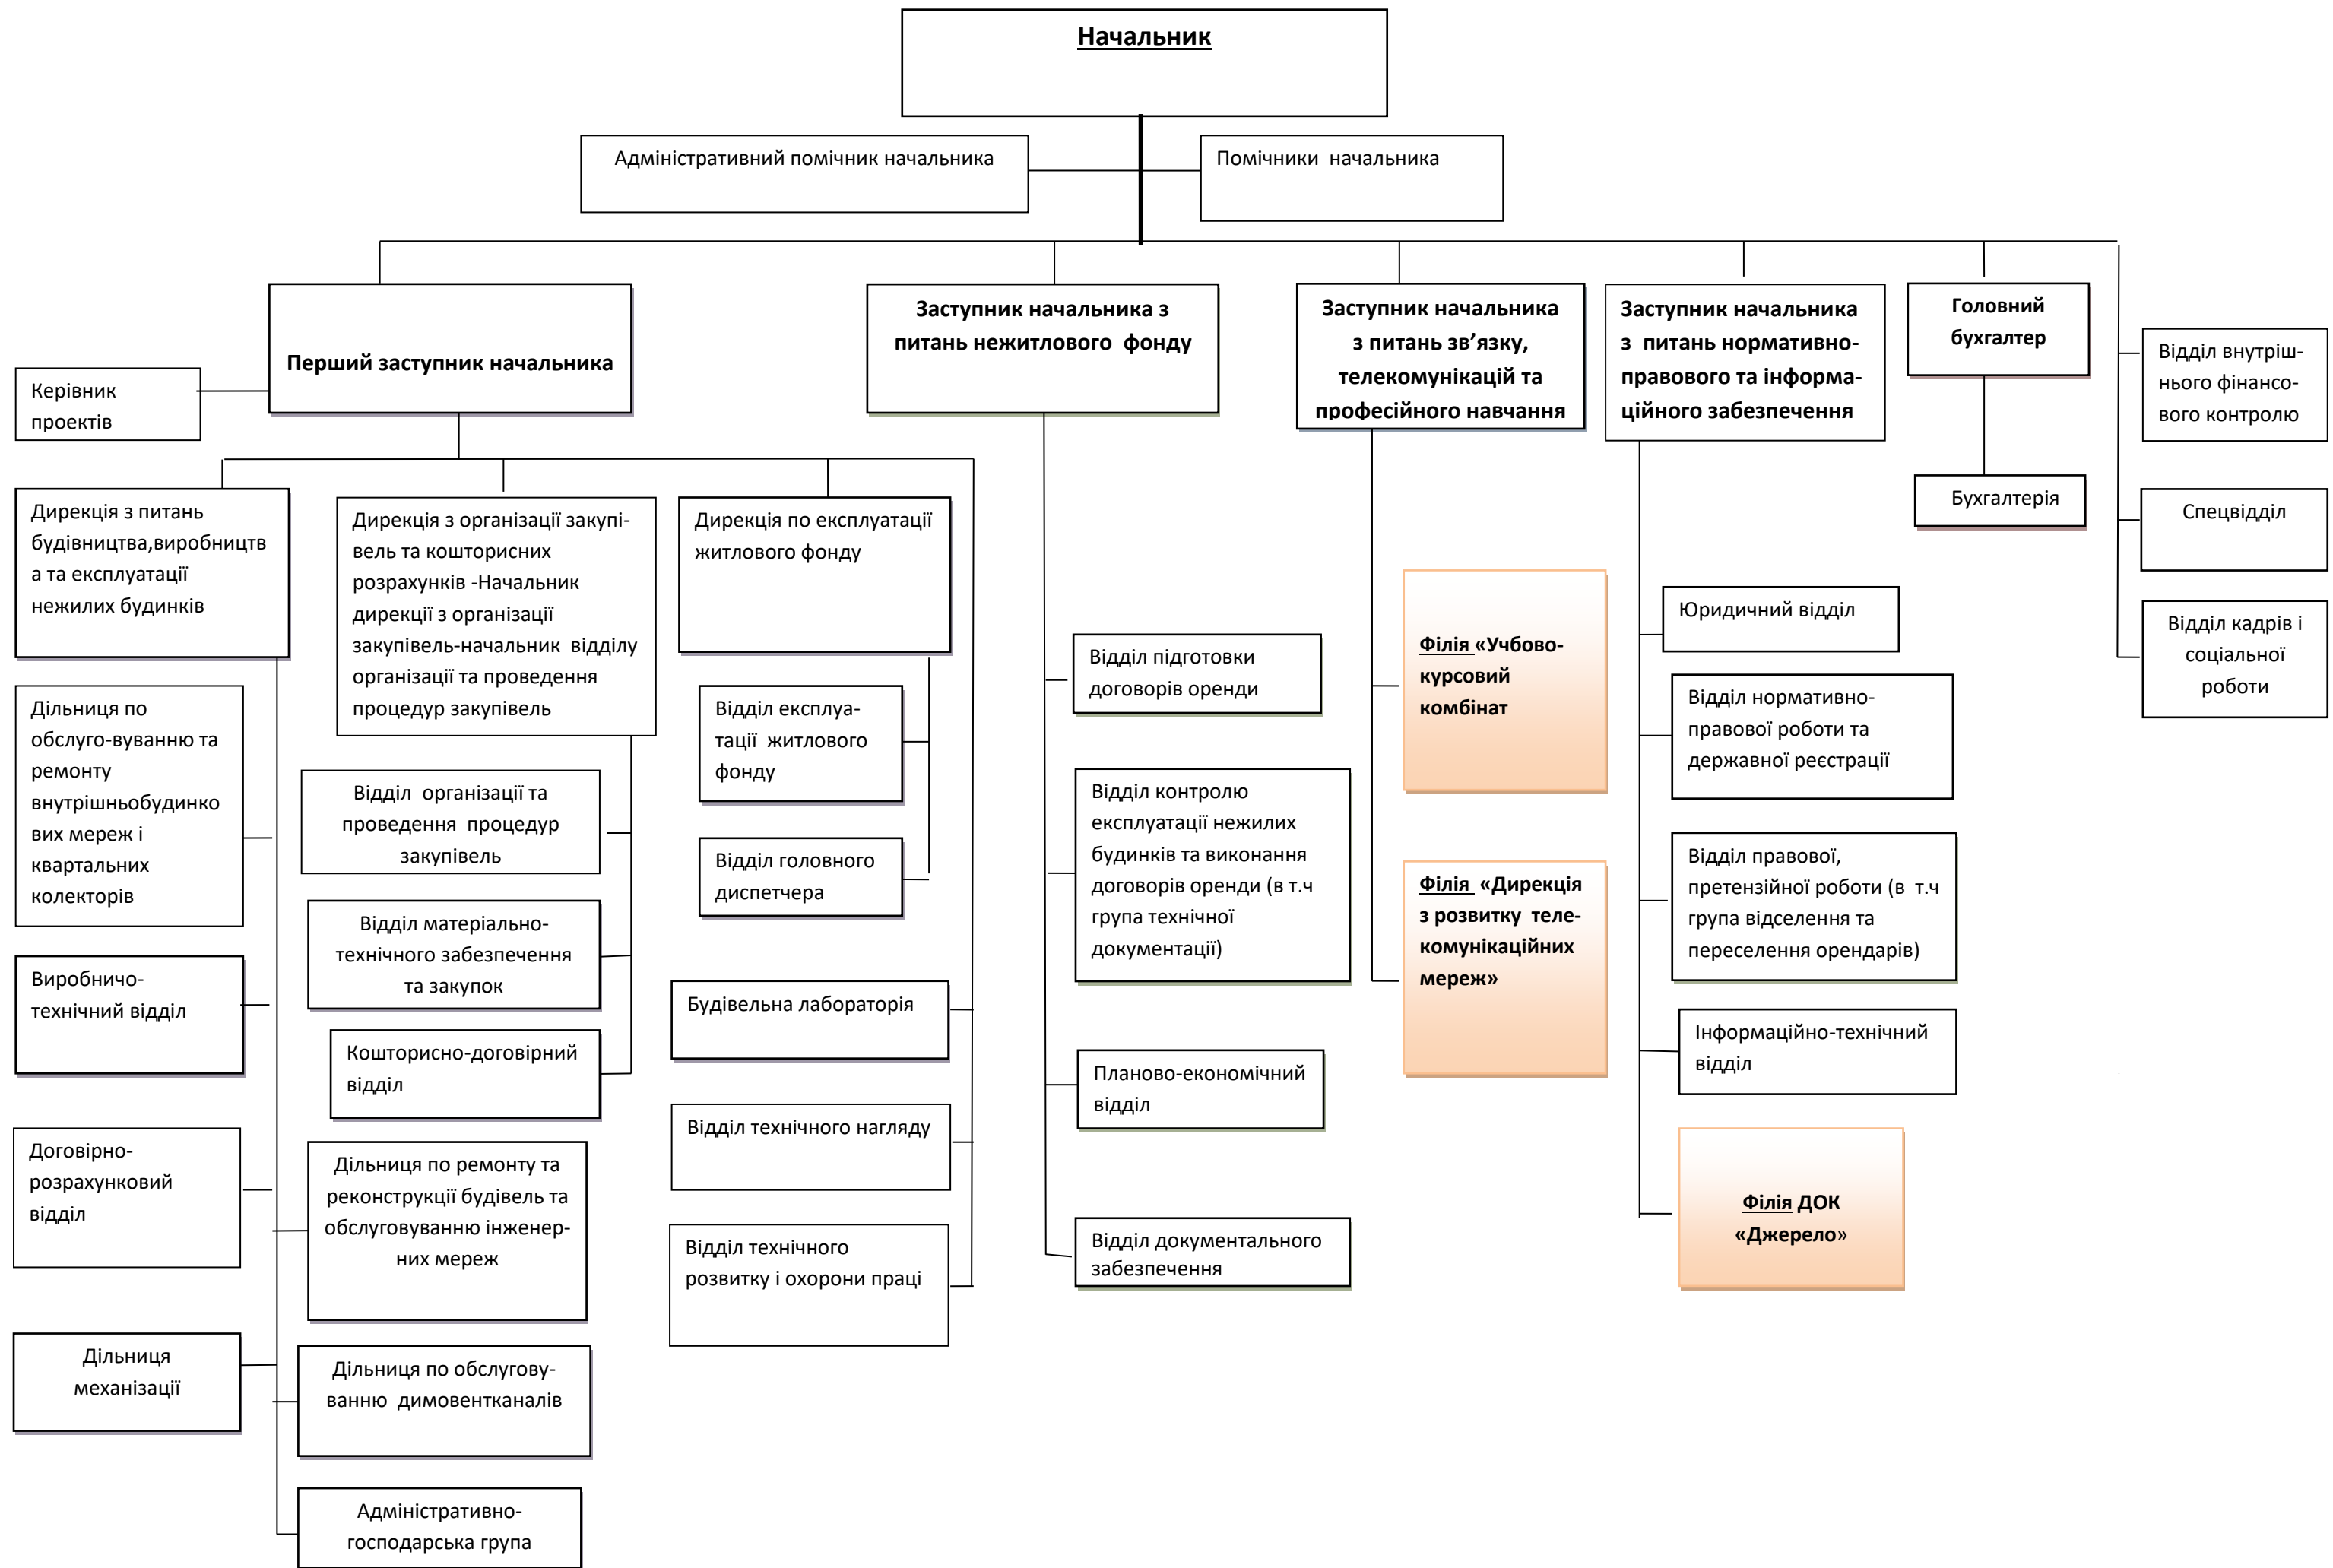 Начальник
Адміністративний помічник начальника
Помічники начальника
Перший заступник начальника
Керівник
проектів
Заступник начальника з
питань нежитлового фонду
Заступник начальника
з питань зв’язку,
телекомунікацій та
професійного навчання
Заступник начальника
з питань нормативно-
правового та інформа-
ційного забезпечення
Головний
бухгалтер
Бухгалтерія
Відділ внутріш-
нього фінансо-
вого контролю
Спецвідділ
Відділ кадрів і
соціальної
роботи
Дирекція з питань
будівництва,виробництв
а та експлуатації
нежилих будинків
Дирекція з організації закупі-
вель та кошторисних
розрахунків -Начальник
дирекції з організації
закупівель-начальник відділу
організації та проведення
процедур закупівель
Дирекція по експлуатації
житлового фонду
Дільниця по
обслуго-вуванню та
ремонту
внутрішньобудинко
вих мереж і
квартальних
колекторів
Виробничо-
технічний відділ
Договірно-
розрахунковий
відділ
Дільниця
механізації
Відділ організації та
проведення процедур
закупівель
Відділ матеріально-
технічного забезпечення
та закупок
Кошторисно-договірний
відділ
Дільниця по ремонту та
реконструкції будівель та
обслуговуванню інженер-
них мереж
Дільниця по обслугову-
ванню димовентканалів
Адміністративно-
господарська група
Відділ експлуа-
тації житлового
фонду
Відділ головного
диспетчера
Будівельна лабораторія
Відділ технічного нагляду
Відділ технічного
розвитку і охорони праці
Відділ підготовки
договорів оренди
Відділ контролю
експлуатації нежилих
будинків та виконання
договорів оренди (в т.ч
група технічної
документації)
Планово-економічний
відділ
Відділ документального
забезпечення
Філія «Учбово-
курсовий
комбінат
Філія «Дирекція
з розвитку теле-
комунікаційних
мереж»
Юридичний відділ
Відділ нормативно-
правової роботи та
державної реєстрації
Відділ правової,
претензійної роботи (в т.ч
група відселення та
переселення орендарів)
Інформаційно-технічний
відділ
Філія ДОК
«Джерело»